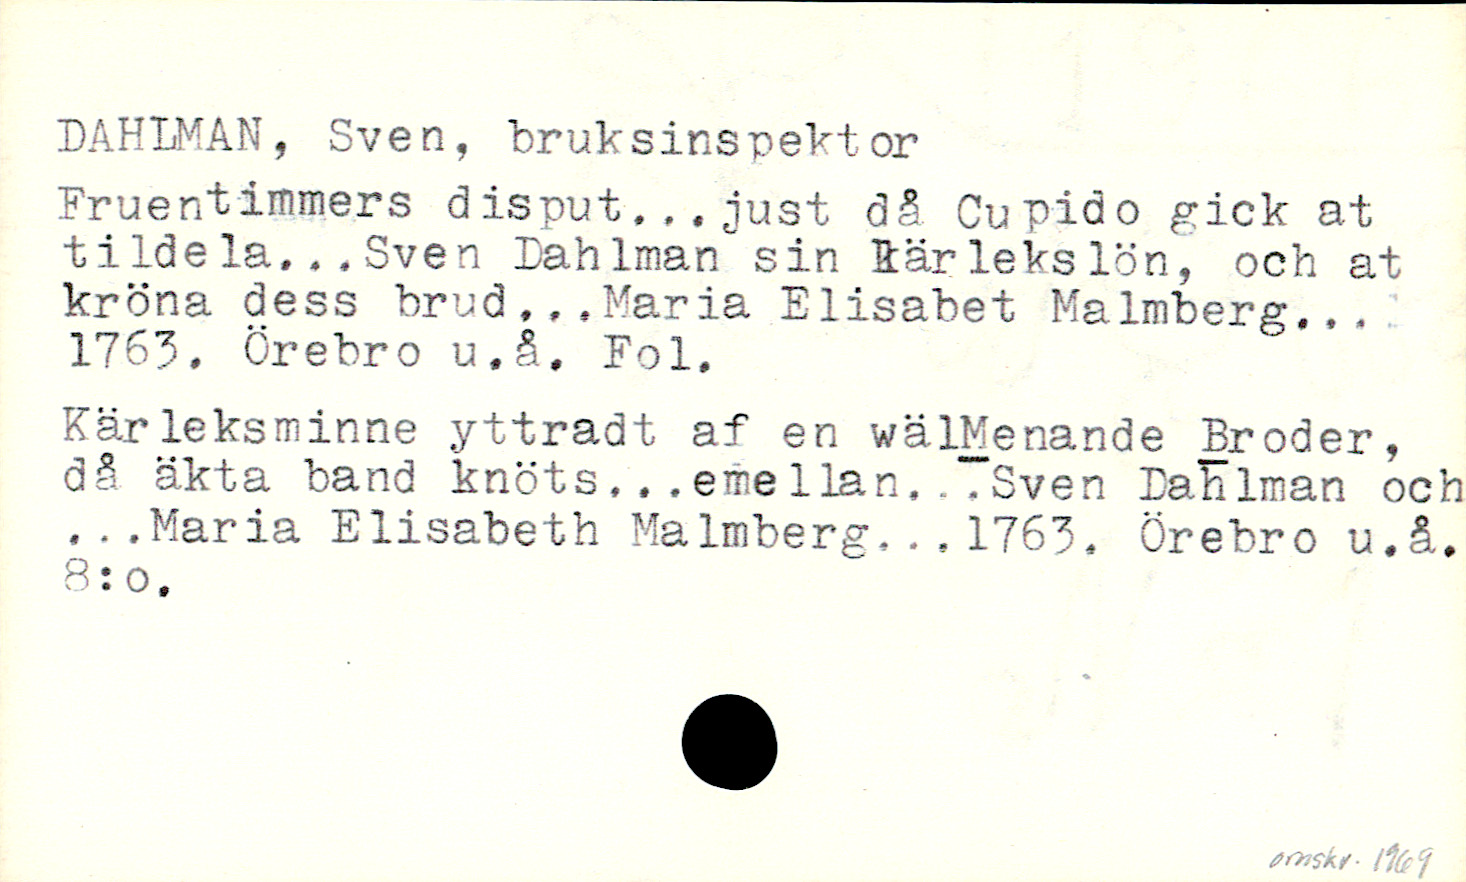 DAHLMAN, Sven, bruksinspektor
Fruentimmers disput...just då Cupido gick at
tildela...Sven Dahlman sin kärlekslön, och at
kröna dess brud...Maria Elisabet Malmberg...
1763. Örebro u.å. Fol.
Kärleksminne yttradt af en wälMenande Broder,
då äkta band knöts...emellan...Sven Dahlman och
...Maria Elisabeth Malmberg...1763. Örebro u.å.
8:o.
omskr. 1969